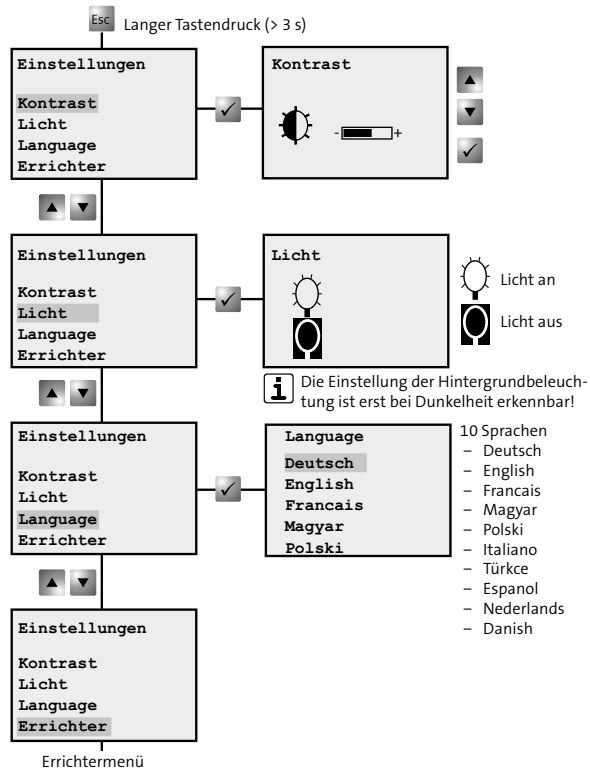 Esc Langer Tastendruck (> 3 s)
Einstellungen
Kontrast
Licht
Language
Errichter
Kontrast
- +
Einstellungen
Kontrast
Licht
Language
Errichter
Licht
Licht an
Licht aus
i Die Einstellung der Hintergrundbeleuch-
tung ist erst bei Dunkelheit erkennbar!
Einstellungen
Kontrast
Licht
Language
Errichter
Language
Deutsch
English
Francais
Magyar
Polski
10 Sprachen
– Deutsch
– English
– Francais
– Magyar
– Polski
– Italiano
– Türkce
– Espanol
– Nederlands
– Danish
Einstellungen
Kontrast
Licht
Language
Errichter
Errichtermenü